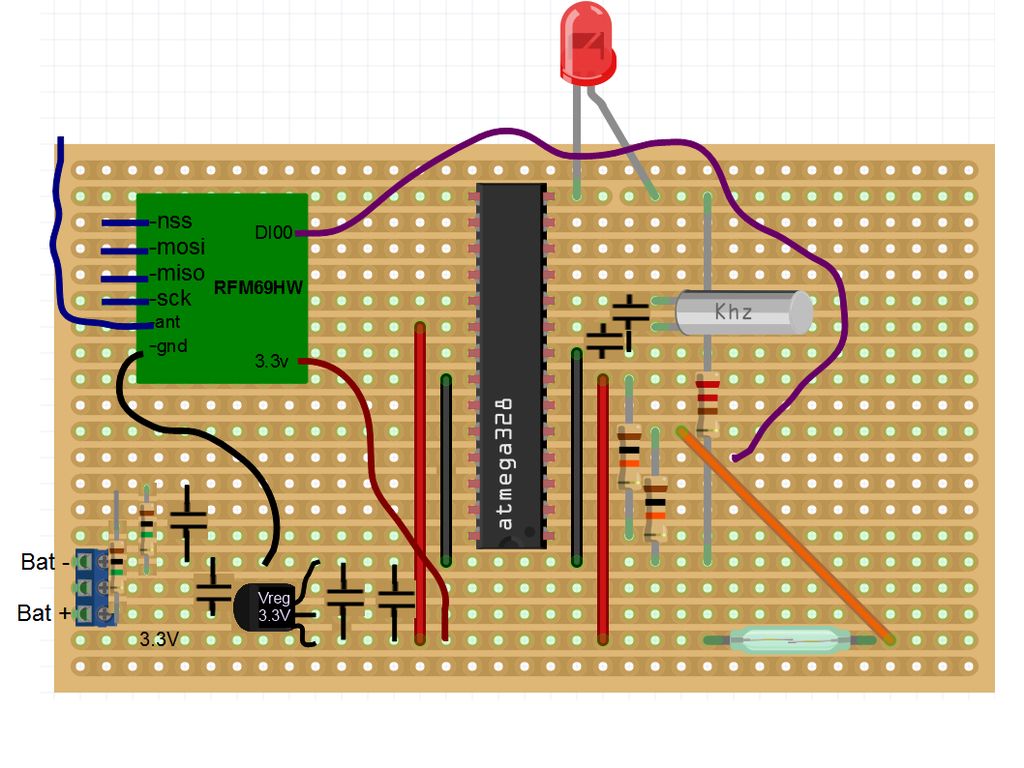 -nss
DI00
-mosi
-miso
RFM69HW
-sck
ant
-gnd
3.3v
Khz
atmega328
Bat -
Bat +
Vreg
3.3V
3.3V